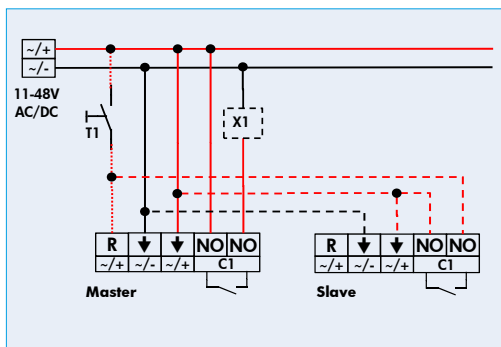 ~/+
~/-
11-48V
AC/DC
T1
X1
R NO NO
~/+ ~/- ~/+ C1
Master
R NO NO
~/+ ~/- ~/+ C1
Slave